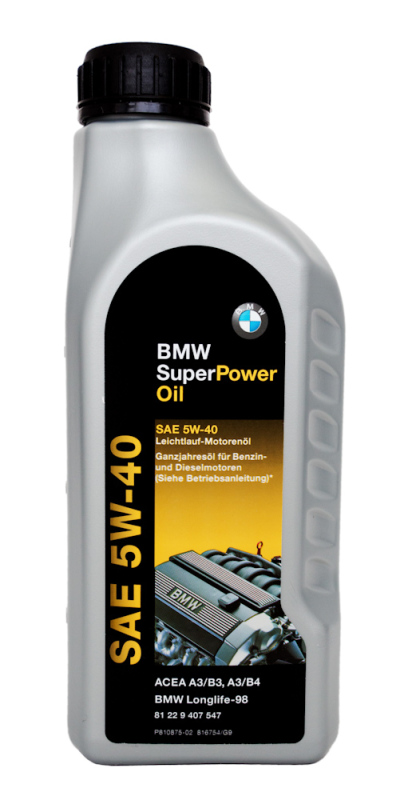 BMW
BMW
SuperPower
Oil
SAE 5W-40
Leichtlauf-Motorenöl
Ganzjahresöl für Benzin-
und Dieselmotoren
(Siehe Betriebsanleitung)*
SAE 5W-40
BMW
ACEA A3/B3, A3/B4
BMW Longlife-98
81 22 9 407 547
P810875-02 816754/G9